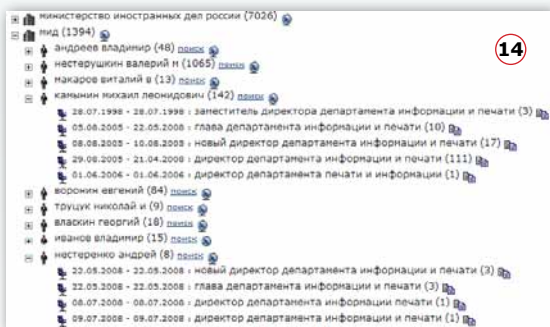 министерство иностранных дел россии (7026)
мид (1394)
14
андреев владимир (48) поиск
нестерушкин валерий м (1065) поиск
макаров виталий в (13) поиск
камынин михаил леонидович (142) поиск
28.07.1998 - 28.07.1998 : заместитель директора департамента информации и печати (3)
05.08.2005 - 22.05.2008 : глава департамента информации и печати (10)
08.08.2005 - 10.08.2005 : новый директор департамента информации и печати (17)
29.08.2005 - 21.04.2008 : директор департамента информации и печати (111)
01.06.2006 - 01.06.2006 : директор департамента печати и информации (1)
воронин евгений (84) поиск
труцук николай и (9) поиск
власкин георгий (18) поиск
иванов владимир (15) поиск
нестеренко андрей (8) поиск
22.05.2008 - 22.05.2008 : новый директор департамента информации и печати (3)
22.05.2008 - 22.05.2008 : глава департамента информации и печати (3)
08.07.2008 - 08.07.2008 : директор департамента информации печати (1)
09.07.2008 - 09.07.2008 : директор департамента информации и печати (1)